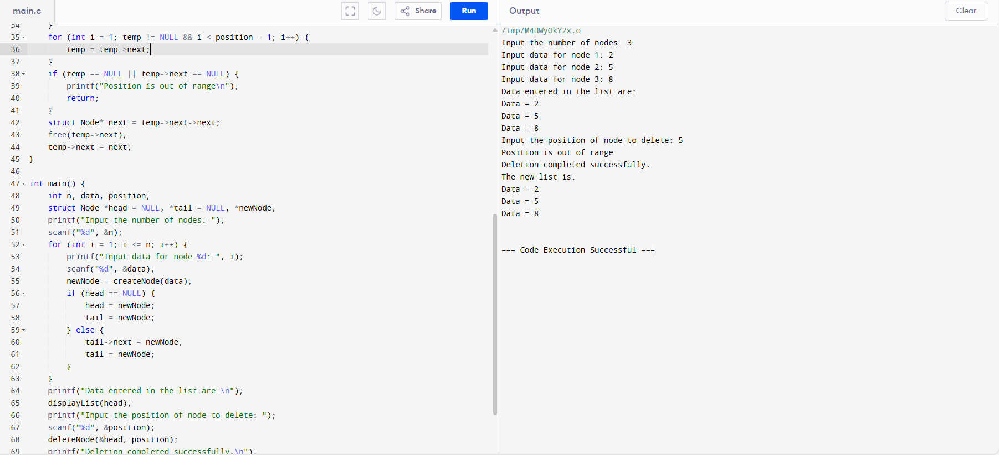 main.c
Share
Run
34 }
35 for (int i = 1; temp != NULL && i < position - 1; i++) {
36 temp = temp->next;
37 }
38 if (temp == NULL || temp->next == NULL) {
39 printf("Position is out of range\n");
40 return;
41 }
42 struct Node* next = temp->next->next;
43 free(temp->next);
44 temp->next = next;
45 }
46
47 int main() {
48 int n, data, position;
49 struct Node *head = NULL, *tail = NULL, *newNode;
50 printf("Input the number of nodes: ");
51 scanf("%d", &n);
52 for (int i = 1; i <= n; i++) {
53 printf("Input data for node %d: ", i);
54 scanf("%d", &data);
55 newNode = createNode(data);
56 if (head == NULL) {
57 head = newNode;
58 tail = newNode;
59 } else {
60 tail->next = newNode;
61 tail = newNode;
62 }
63 }
64 printf("Data entered in the list are:\n");
65 displayList(head);
66 printf("Input the position of node to delete: ");
67 scanf("%d", &position);
68 deleteNode(&head, position);
69 printf("Deletion completed successfully.\n");
Output
Clear
/tmp/M4HWyOkY2x.o
Input the number of nodes: 3
Input data for node 1: 2
Input data for node 2: 5
Input data for node 3: 8
Data entered in the list are:
Data = 2
Data = 5
Data = 8
Input the position of node to delete: 5
Position is out of range
Deletion completed successfully.
The new list is:
Data = 2
Data = 5
Data = 8
=== Code Execution Successful ===